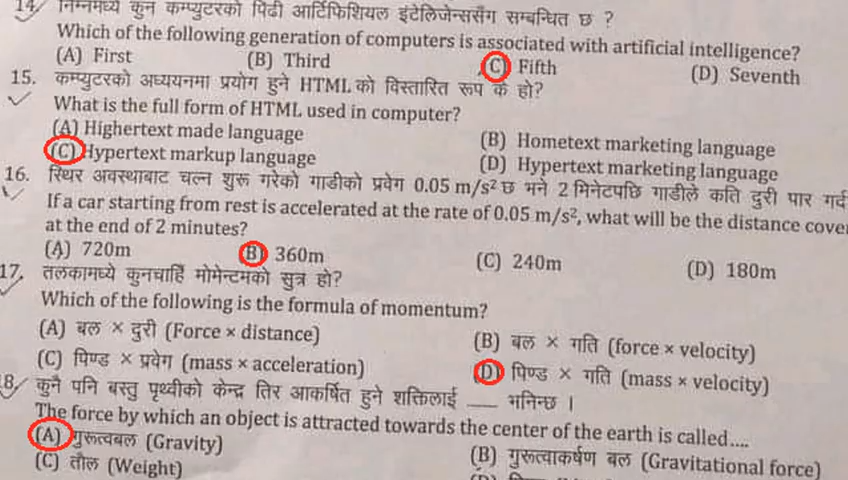 14. निम्नमध्ये कुन कम्प्युटरको पिंढी आर्टिफिशियल इंटेलिजेन्ससँग सम्बन्धित छ ?
Which of the following generation of computers is associated with artificial intelligence?
(A) First (B) Third (C) Fifth (D) Seventh
15. कम्प्युटरको अध्ययनमा प्रयोग हुने HTML को विस्तारित रूप के हो?
What is the full form of HTML used in computer?
(A) Highertext made language (B) Hometext marketing language
(C) Hypertext markup language (D) Hypertext marketing language
16. स्थिर अवस्थाबाट चल्न शुरू गरेको गाडीको प्रवेग 0.05 m/s² छ भने 2 मिनेटपछि गाडीले कति दुरी पार गर्द
If a car starting from rest is accelerated at the rate of 0.05 m/s², what will be the distance cove
at the end of 2 minutes?
(A) 720m (B) 360m (C) 240m (D) 180m
17. तलकामध्ये कुनचाहिँ मोमेन्टमको सुत्र हो?
Which of the following is the formula of momentum?
(A) बल × दुरी (Force × distance) (B) बल × गति (force × velocity)
(C) पिण्ड × प्रवेग (mass × acceleration) (D) पिण्ड × गति (mass × velocity)
8. कुनै पनि बस्तु पृथ्वीको केन्द्र तिर आकर्षित हुने शक्तिलाई ___ भनिन्छ ।
The force by which an object is attracted towards the center of the earth is called....
(A) गुरूत्वबल (Gravity) (B) गुरूत्वाकर्षण बल (Gravitational force)
(C) तौल (Weight)